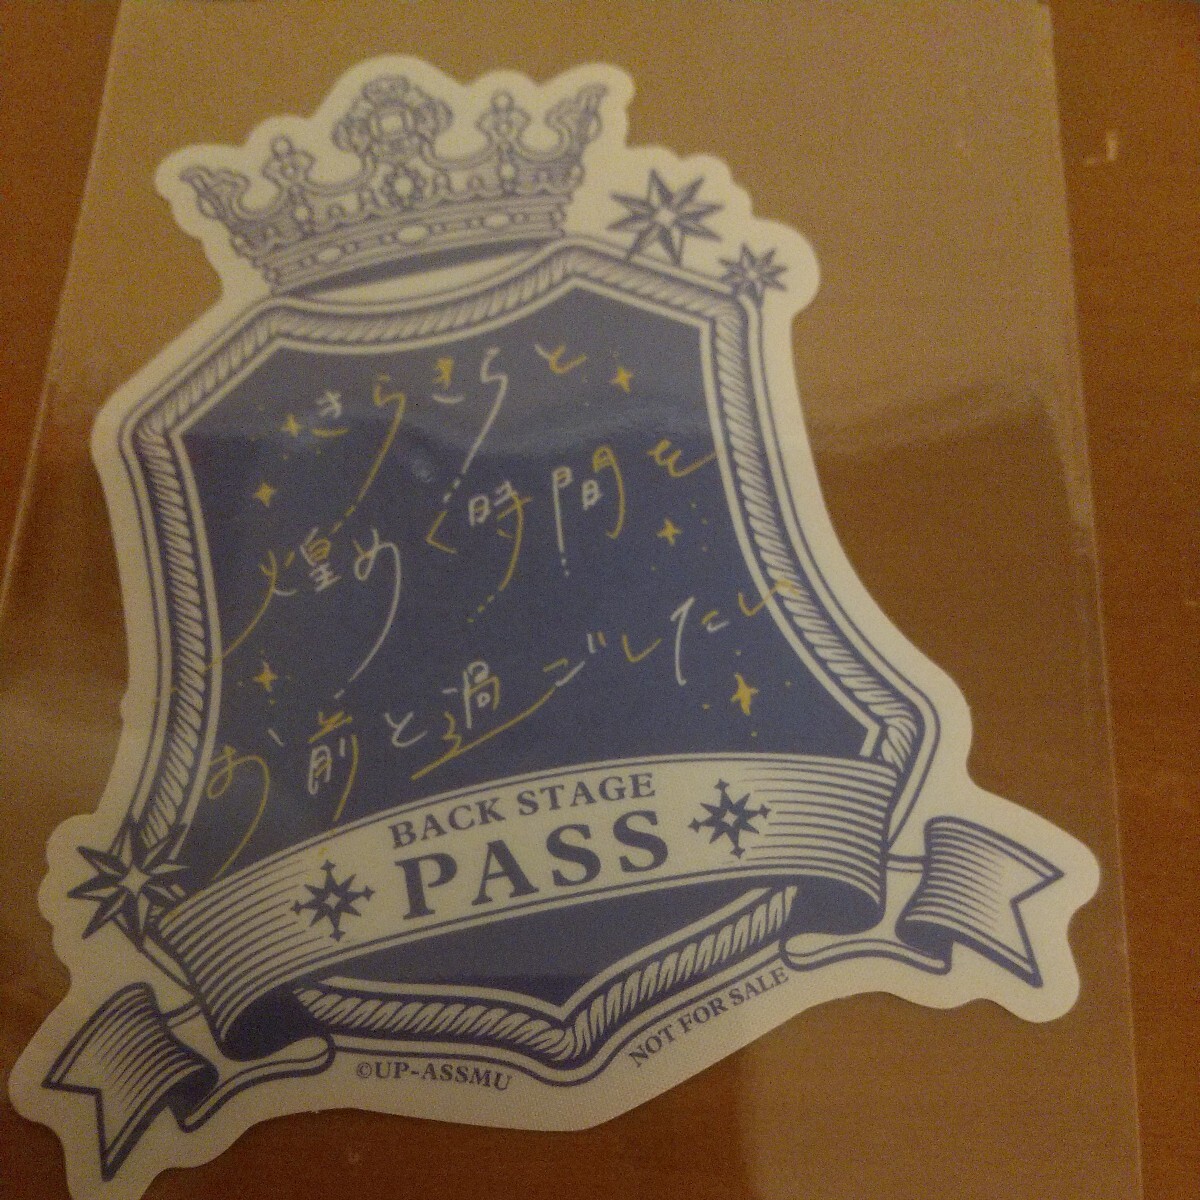 きらきらと
煌めく時間を
お前と過ごしたい
BACK STAGE
PASS
©UP-ASSMU
NOT FOR SALE